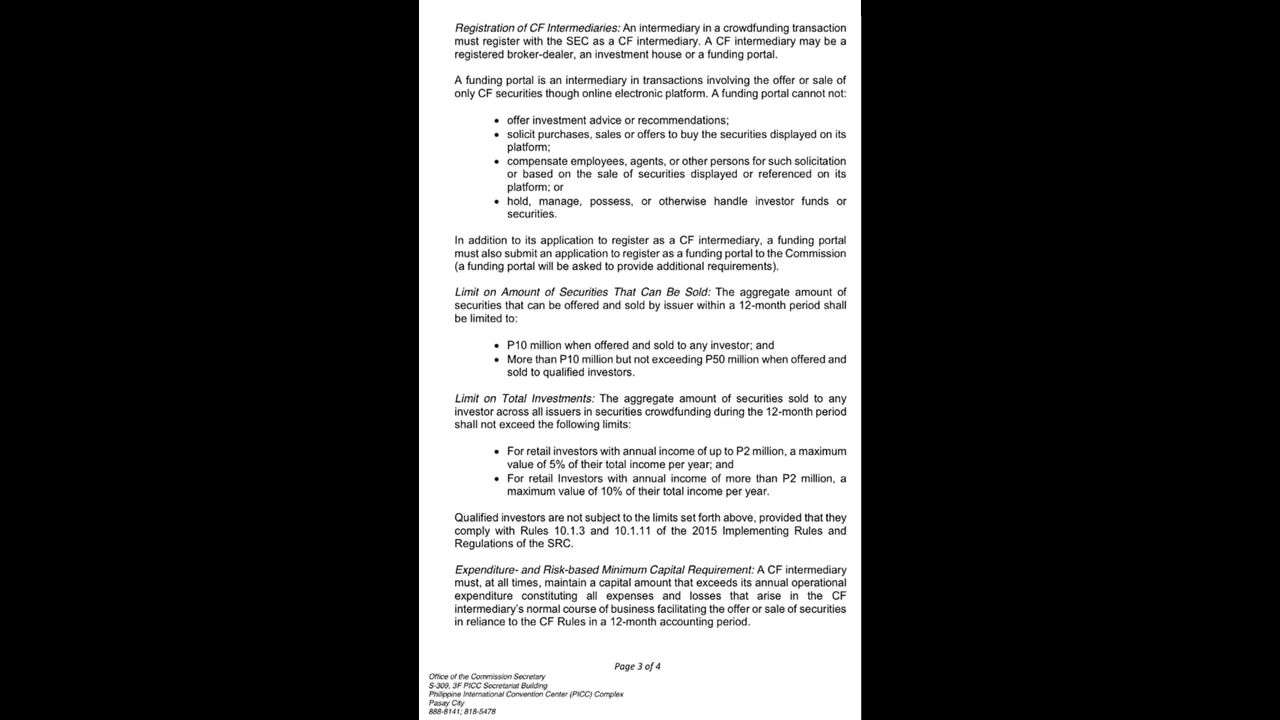 Registration of CF Intermediaries: An intermediary in a crowdfunding transaction
must register with the SEC as a CF intermediary. A CF intermediary may be a
registered broker-dealer, an investment house or a funding portal.
A funding portal is an intermediary in transactions involving the offer or sale of
only CF securities though online electronic platform. A funding portal cannot not:
• offer investment advice or recommendations;
• solicit purchases, sales or offers to buy the securities displayed on its
platform;
• compensate employees, agents, or other persons for such solicitation
or based on the sale of securities displayed or referenced on its
platform; or
• hold, manage, possess, or otherwise handle investor funds or
securities.
In addition to its application to register as a CF intermediary, a funding portal
must also submit an application to register as a funding portal to the Commission
(a funding portal will be asked to provide additional requirements).
Limit on Amount of Securities That Can Be Sold: The aggregate amount of
securities that can be offered and sold by issuer within a 12-month period shall
be limited to:
• P10 million when offered and sold to any investor; and
• More than P10 million but not exceeding P50 million when offered and
sold to qualified investors.
Limit on Total Investments: The aggregate amount of securities sold to any
investor across all issuers in securities crowdfunding during the 12-month period
shall not exceed the following limits:
• For retail investors with annual income of up to P2 million, a maximum
value of 5% of their total income per year; and
• For retail Investors with annual income of more than P2 million, a
maximum value of 10% of their total income per year.
Qualified investors are not subject to the limits set forth above, provided that they
comply with Rules 10.1.3 and 10.1.11 of the 2015 Implementing Rules and
Regulations of the SRC.
Expenditure- and Risk-based Minimum Capital Requirement: A CF intermediary
must, at all times, maintain a capital amount that exceeds its annual operational
expenditure constituting all expenses and losses that arise in the CF
intermediary's normal course of business facilitating the offer or sale of securities
in reliance to the CF Rules in a 12-month accounting period.
Page 3 of 4
Office of the Commission Secretary
S-309, 3F PICC Secretariat Building
Philippine International Convention Center (PICC) Complex
Pasay City
888-8141; 818-5478